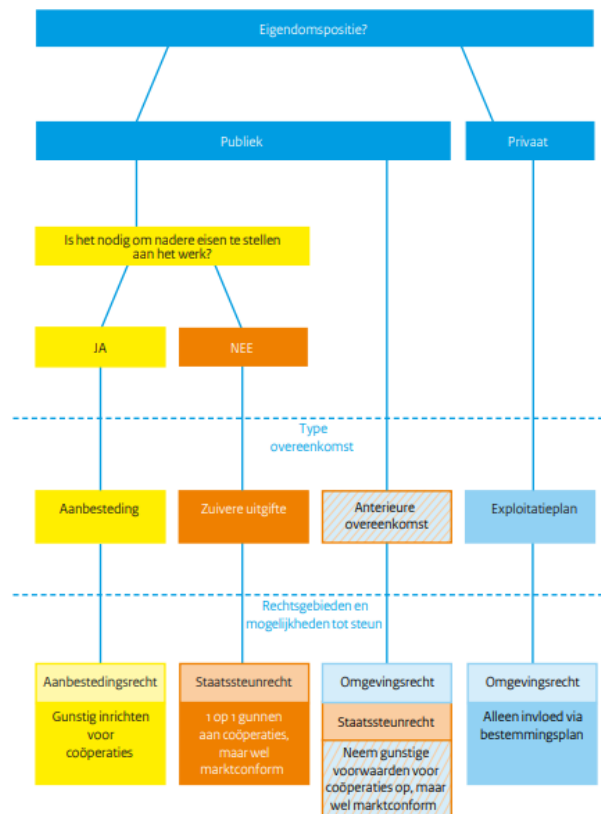 Eigendomspositie?
Publiek
Privaat
Is het nodig om nadere eisen te stellen
aan het werk?
JA
NEE
Type
overeenkomst
Aanbesteding
Zuivere uitgifte
Anterieure
overeenkomst
Exploitatieplan
Rechtsgebieden en
mogelijkheden tot steun
Aanbestedingsrecht
Gunstig inrichten
voor
coöperaties
Staatssteunrecht
1 op 1 gunnen
aan coöperaties,
maar wel
marktconform
Omgevingsrecht
Staatssteunrecht
Neem gunstige
voorwaarden voor
coöperaties op, maar
wel marktconform
Omgevingsrecht
Alleen invloed via
bestemmingsplan